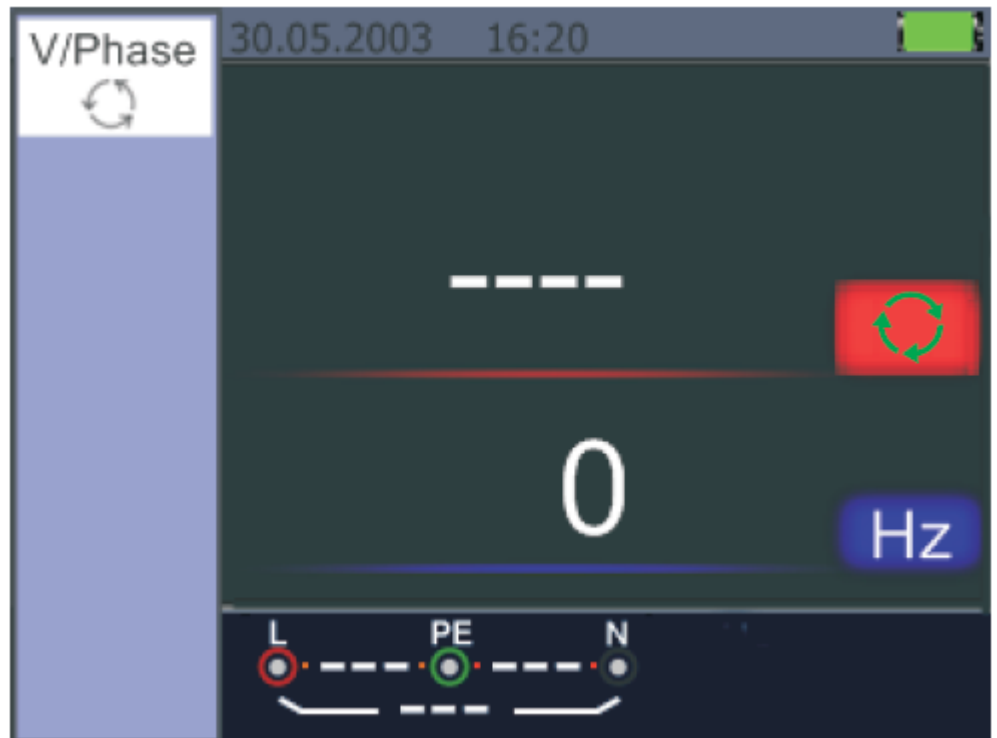 V/Phase
30.05.2003 16:20
----
0
Hz
L PE N
--- ---
---